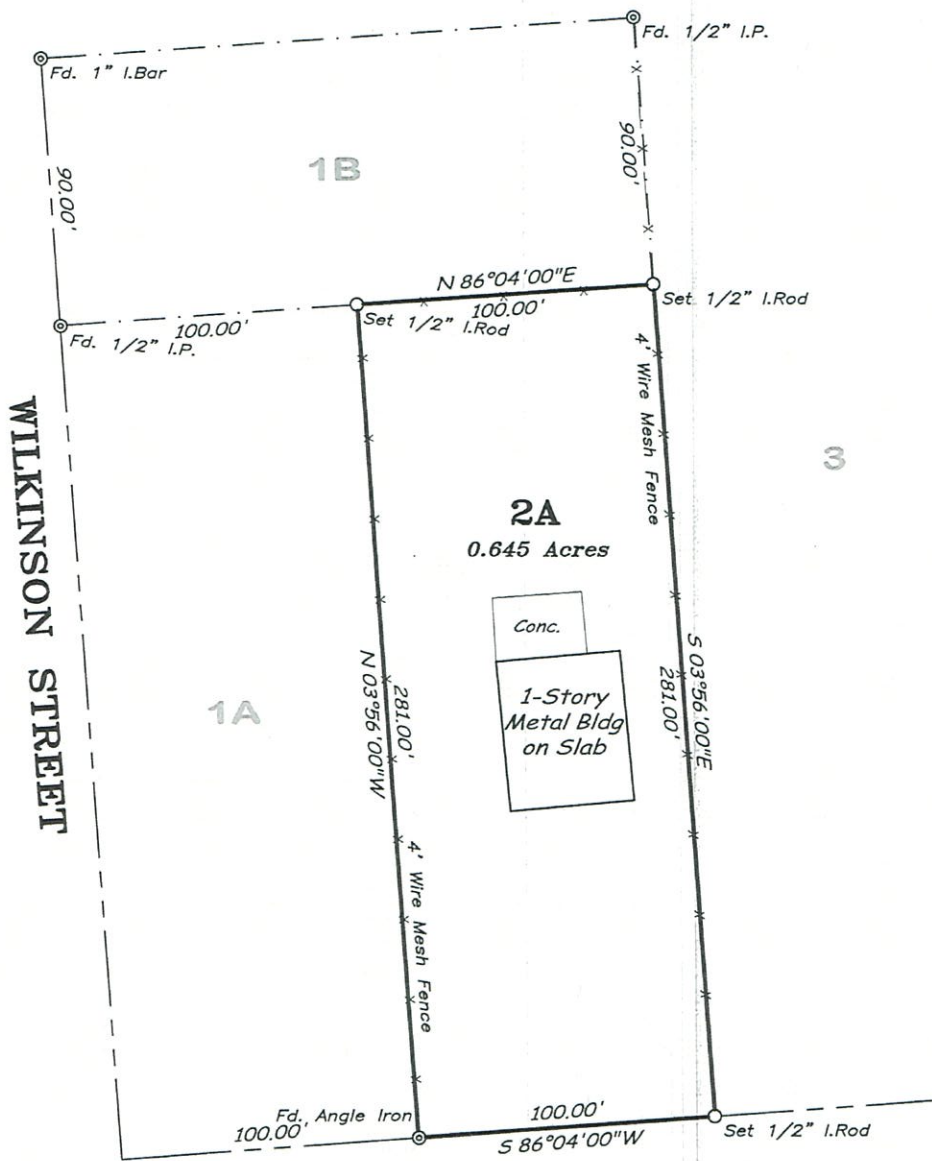 Fd. 1/2" I.P.
Fd. 1" I.Bar
90.00'
90.00'
1B
N 86°04'00"E
100.00'
Set 1/2" I.Rod
Set 1/2" I.Rod
100.00'
Fd. 1/2" I.P.
4' Wire Mesh Fence
WILKINSON STREET
3
2A
0.645 Acres
Conc.
1-Story
Metal Bldg
on Slab
1A
N 03°56'00"W
281.00'
S 03°56'00"E
281.00'
4' Wire Mesh Fence
Fd. Angle Iron
100.00'
100.00'
S 86°04'00"W
Set 1/2" I.Rod